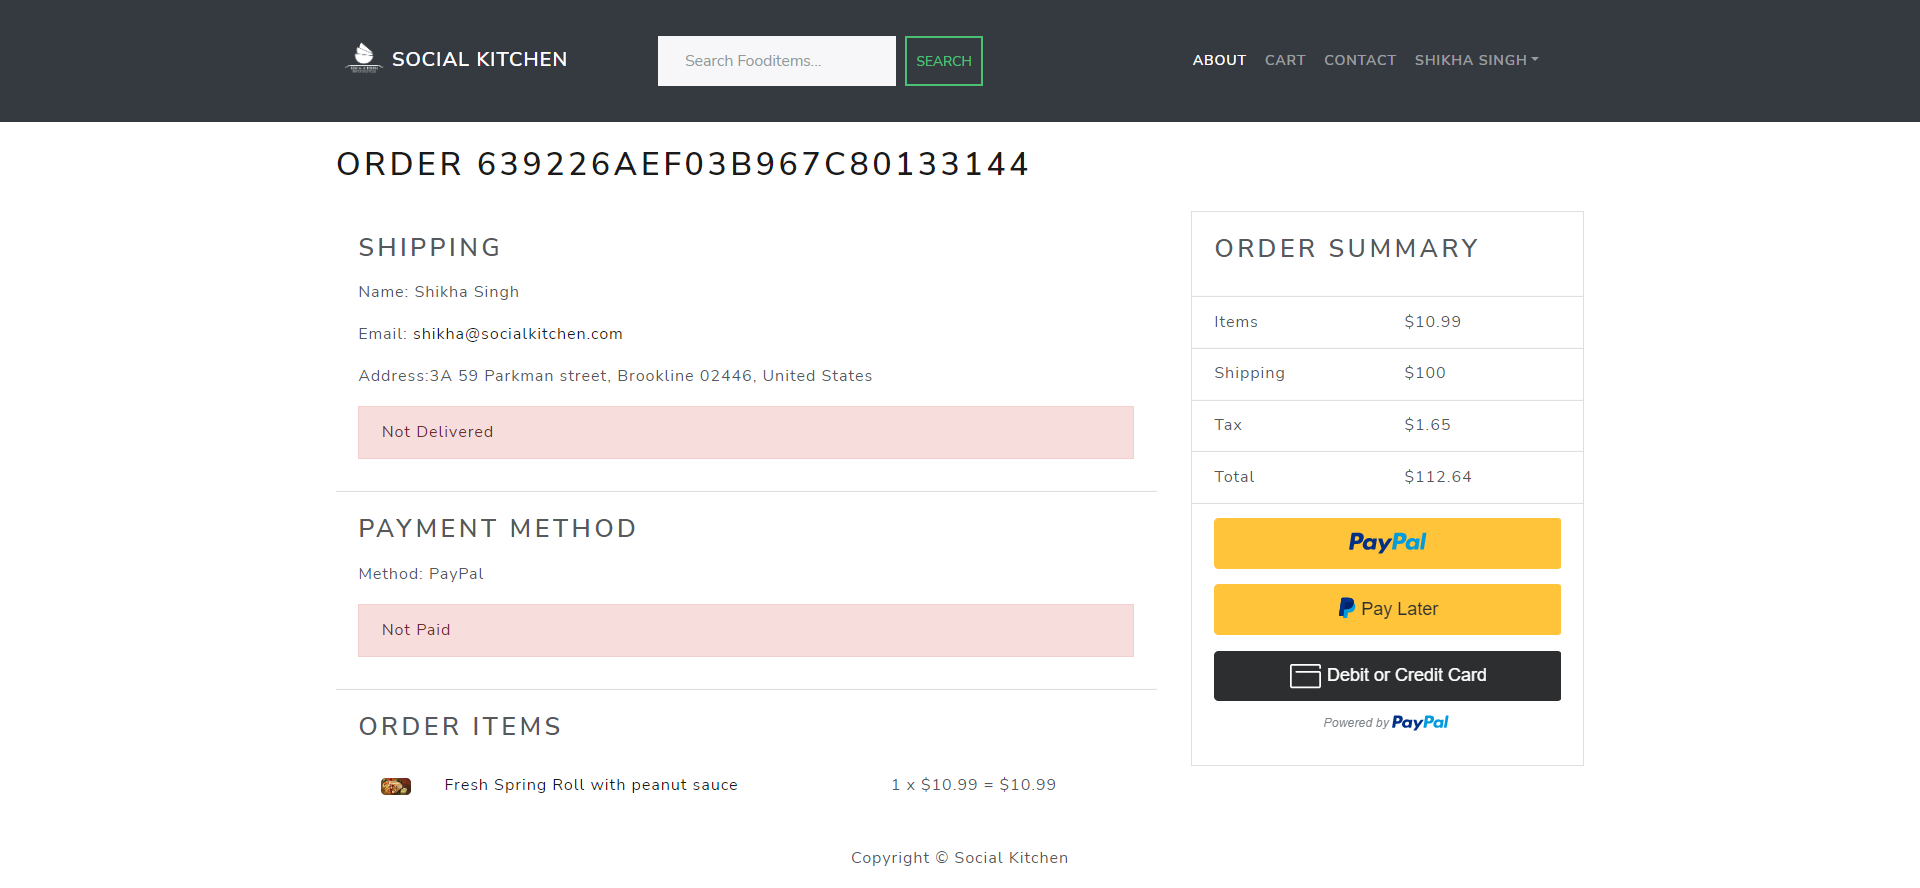 SOCIAL KITCHEN
Search Fooditems...
SEARCH
ABOUT CART CONTACT SHIKHA SINGH
ORDER 639226AEF03B967C80133144
SHIPPING
Name: Shikha Singh
Email: shikha@socialkitchen.com
Address:3A 59 Parkman street, Brookline 02446, United States
Not Delivered
PAYMENT METHOD
Method: PayPal
Not Paid
ORDER ITEMS
Fresh Spring Roll with peanut sauce 1 x $10.99 = $10.99
ORDER SUMMARY
Items $10.99
Shipping $100
Tax $1.65
Total $112.64
PayPal
Pay Later
Debit or Credit Card
Powered by PayPal
Copyright © Social Kitchen